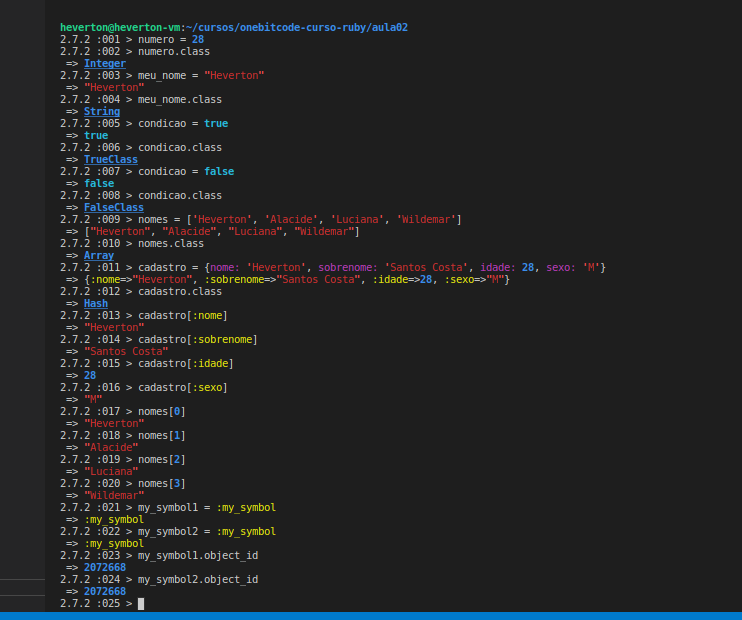 heverton@heverton-vm:~/cursos/onebitcode-curso-ruby/aula02
2.7.2 :001 > numero = 28
2.7.2 :002 > numero.class
 => Integer
2.7.2 :003 > meu_nome = "Heverton"
 => "Heverton"
2.7.2 :004 > meu_nome.class
 => String
2.7.2 :005 > condicao = true
 => true
2.7.2 :006 > condicao.class
 => TrueClass
2.7.2 :007 > condicao = false
 => false
2.7.2 :008 > condicao.class
 => FalseClass
2.7.2 :009 > nomes = ['Heverton', 'Alacide', 'Luciana', 'Wildemar']
 => ["Heverton", "Alacide", "Luciana", "Wildemar"]
2.7.2 :010 > nomes.class
 => Array
2.7.2 :011 > cadastro = {nome: 'Heverton', sobrenome: 'Santos Costa', idade: 28, sexo: 'M'}
 => {:nome=>"Heverton", :sobrenome=>"Santos Costa", :idade=>28, :sexo=>"M"}
2.7.2 :012 > cadastro.class
 => Hash
2.7.2 :013 > cadastro[:nome]
 => "Heverton"
2.7.2 :014 > cadastro[:sobrenome]
 => "Santos Costa"
2.7.2 :015 > cadastro[:idade]
 => 28
2.7.2 :016 > cadastro[:sexo]
 => "M"
2.7.2 :017 > nomes[0]
 => "Heverton"
2.7.2 :018 > nomes[1]
 => "Alacide"
2.7.2 :019 > nomes[2]
 => "Luciana"
2.7.2 :020 > nomes[3]
 => "Wildemar"
2.7.2 :021 > my_symbol1 = :my_symbol
 => :my_symbol
2.7.2 :022 > my_symbol2 = :my_symbol
 => :my_symbol
2.7.2 :023 > my_symbol1.object_id
 => 2072668
2.7.2 :024 > my_symbol2.object_id
 => 2072668
2.7.2 :025 >